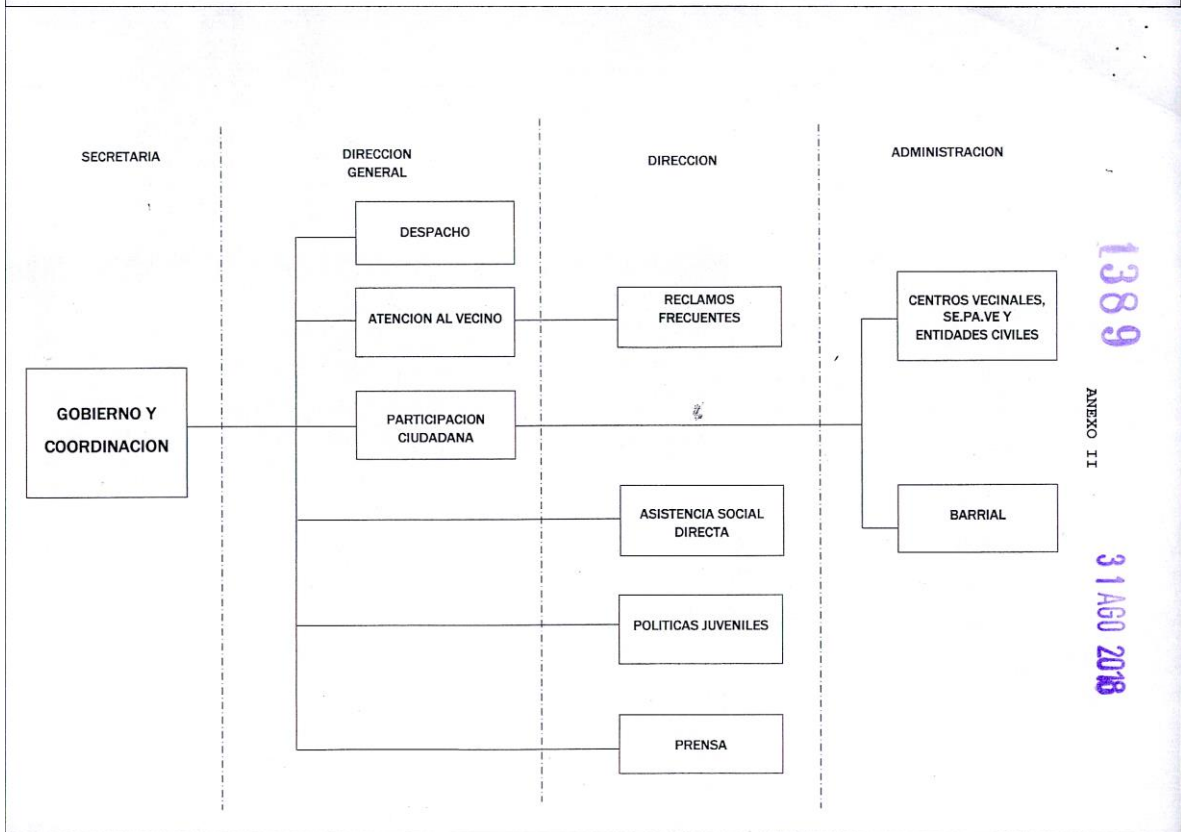 SECRETARIA
DIRECCION
GENERAL
DIRECCION
ADMINISTRACION
DESPACHO
ATENCION AL VECINO
RECLAMOS
FRECUENTES
CENTROS VECINALES,
SE.PA.VE Y
ENTIDADES CIVILES
GOBIERNO Y
COORDINACION
PARTICIPACION
CIUDADANA
ASISTENCIA SOCIAL
DIRECTA
BARRIAL
POLITICAS JUVENILES
PRENSA
1389
ANEXO II
31 AGO 2018